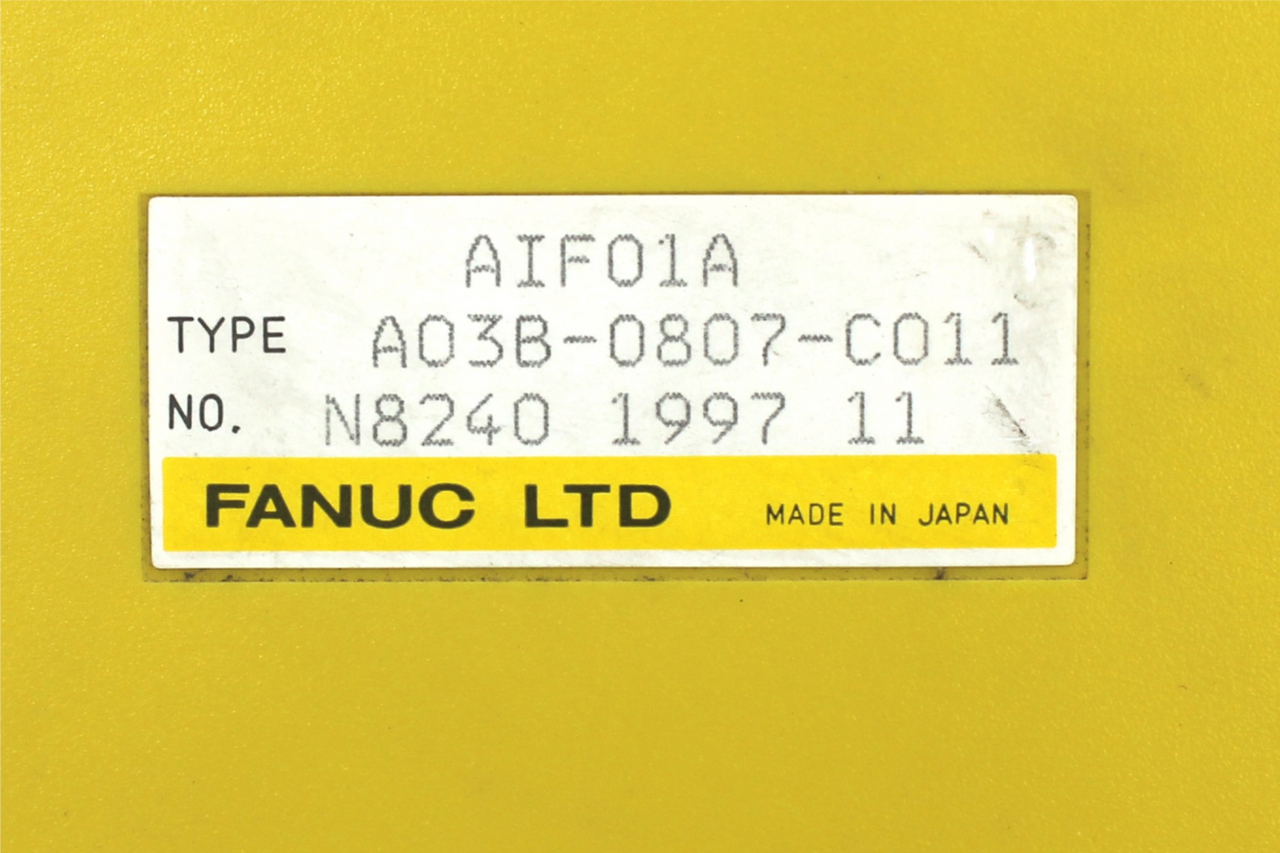 AIF01A
TYPE A03B-0807-C011
NO. N8240 1997 11
FANUC LTD MADE IN JAPAN